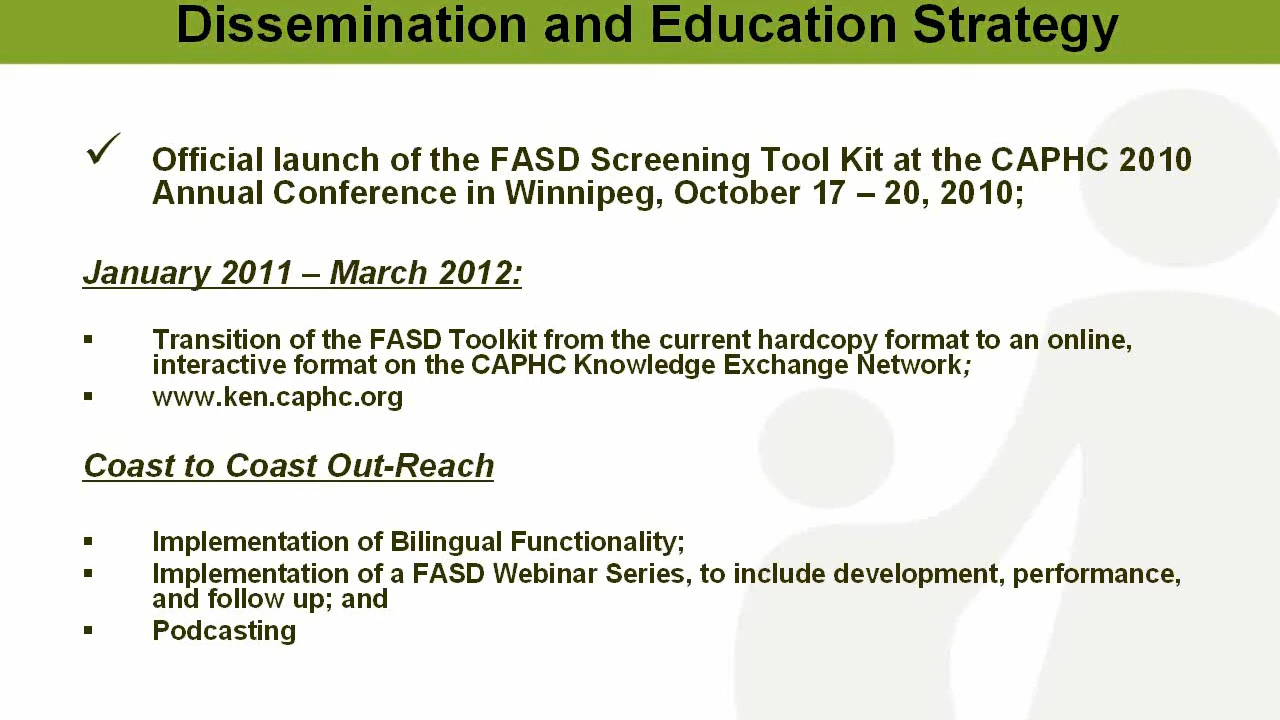 Dissemination and Education Strategy
✓ Official launch of the FASD Screening Tool Kit at the CAPHC 2010
Annual Conference in Winnipeg, October 17 – 20, 2010;
January 2011 – March 2012:
▪ Transition of the FASD Toolkit from the current hardcopy format to an online,
interactive format on the CAPHC Knowledge Exchange Network;
▪ www.ken.caphc.org
Coast to Coast Out-Reach
▪ Implementation of Bilingual Functionality;
▪ Implementation of a FASD Webinar Series, to include development, performance,
and follow up; and
▪ Podcasting